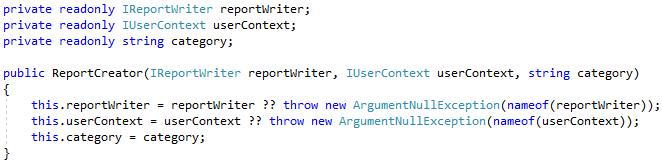 private readonly IReportWriter reportWriter;
private readonly IUserContext userContext;
private readonly string category;
public ReportCreator(IReportWriter reportWriter, IUserContext userContext, string category)
{
this.reportWriter = reportWriter ?? throw new ArgumentNullException(nameof(reportWriter));
this.userContext = userContext ?? throw new ArgumentNullException(nameof(userContext));
this.category = category;
}